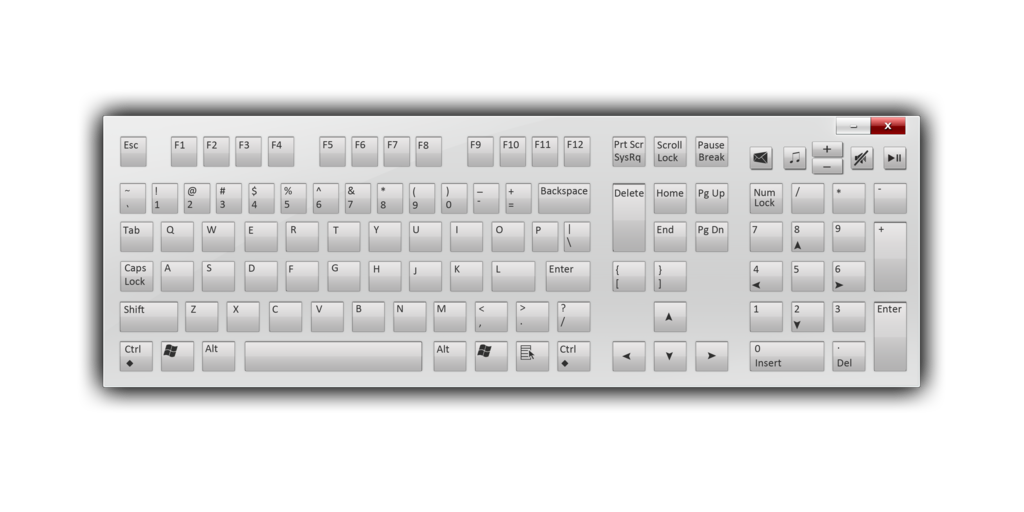 X
Esc F1 F2 F3 F4 F5 F6 F7 F8 F9 F10 F11 F12 Prt Scr Scroll Pause
SysRq Lock Break
+
−
~ ! @ # $ % ^ & * ( ) – + Backspace Delete Home Pg Up Num / * -
` 1 2 3 4 5 6 7 8 9 0 - = Lock
Tab Q W E R T Y U I O P | End Pg Dn 7 8 9 +
\
Caps A S D F G H J K L Enter { } 4 5 6
Lock [ ]
Shift Z X C V B N M < > ? 1 2 3 Enter
, . /
Ctrl Alt Alt Ctrl 0 .
Insert Del